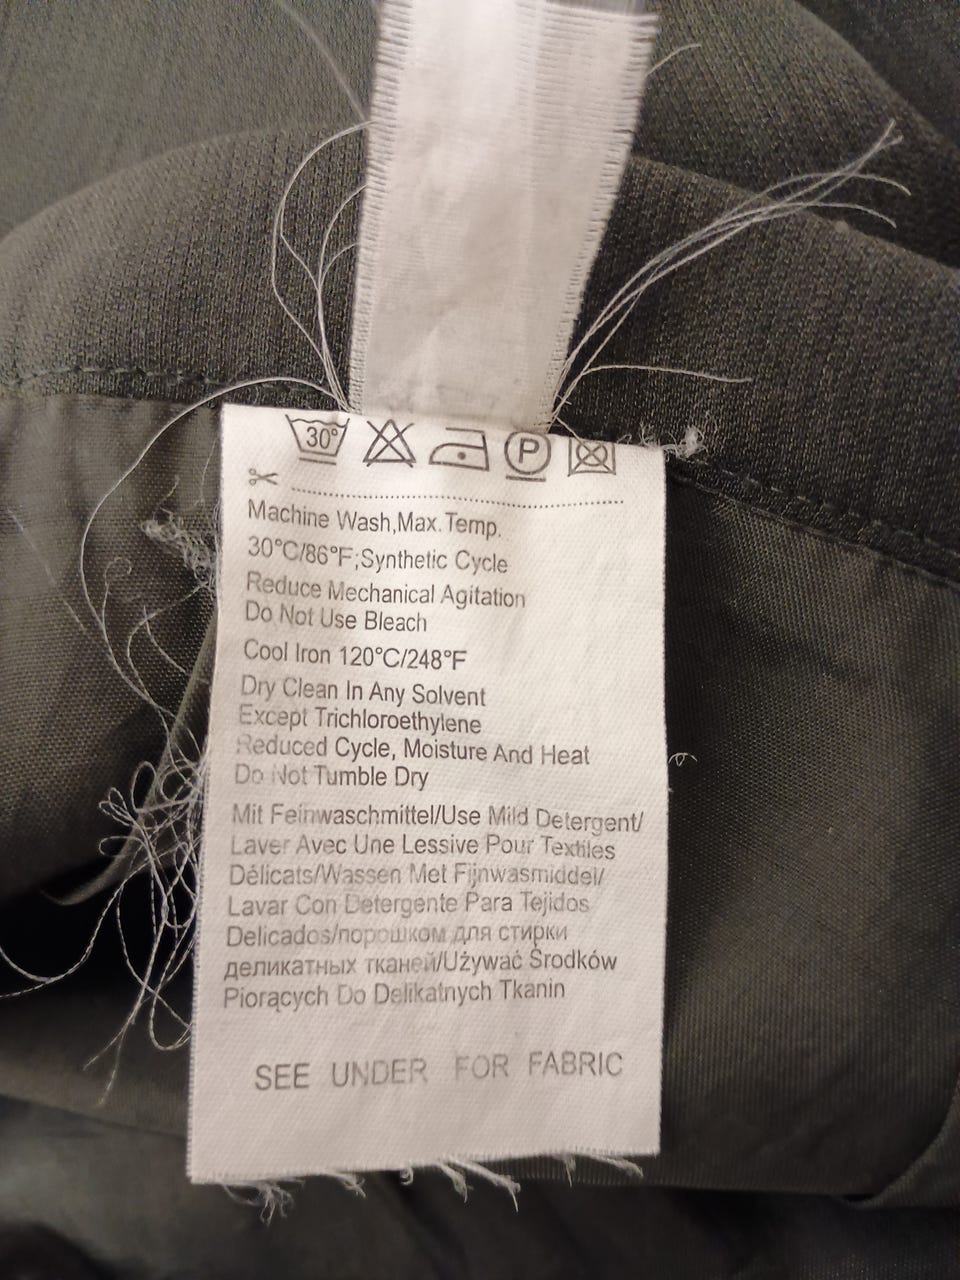 30°
P
Machine Wash,Max.Temp.
30°C/86°F;Synthetic Cycle
Reduce Mechanical Agitation
Do Not Use Bleach
Cool Iron 120°C/248°F
Dry Clean In Any Solvent
Except Trichloroethylene
Reduced Cycle, Moisture And Heat
Do Not Tumble Dry
Mit Feinwaschmittel/Use Mild Detergent/
Laver Avec Une Lessive Pour Textiles
Délicats/Wassen Met Fijnwasmiddel/
Lavar Con Detergente Para Tejidos
Delicados/порошком для стирки
деликатных тканей/Używać Środków
Piorących Do Delikatnych Tkanin
SEE UNDER FOR FABRIC